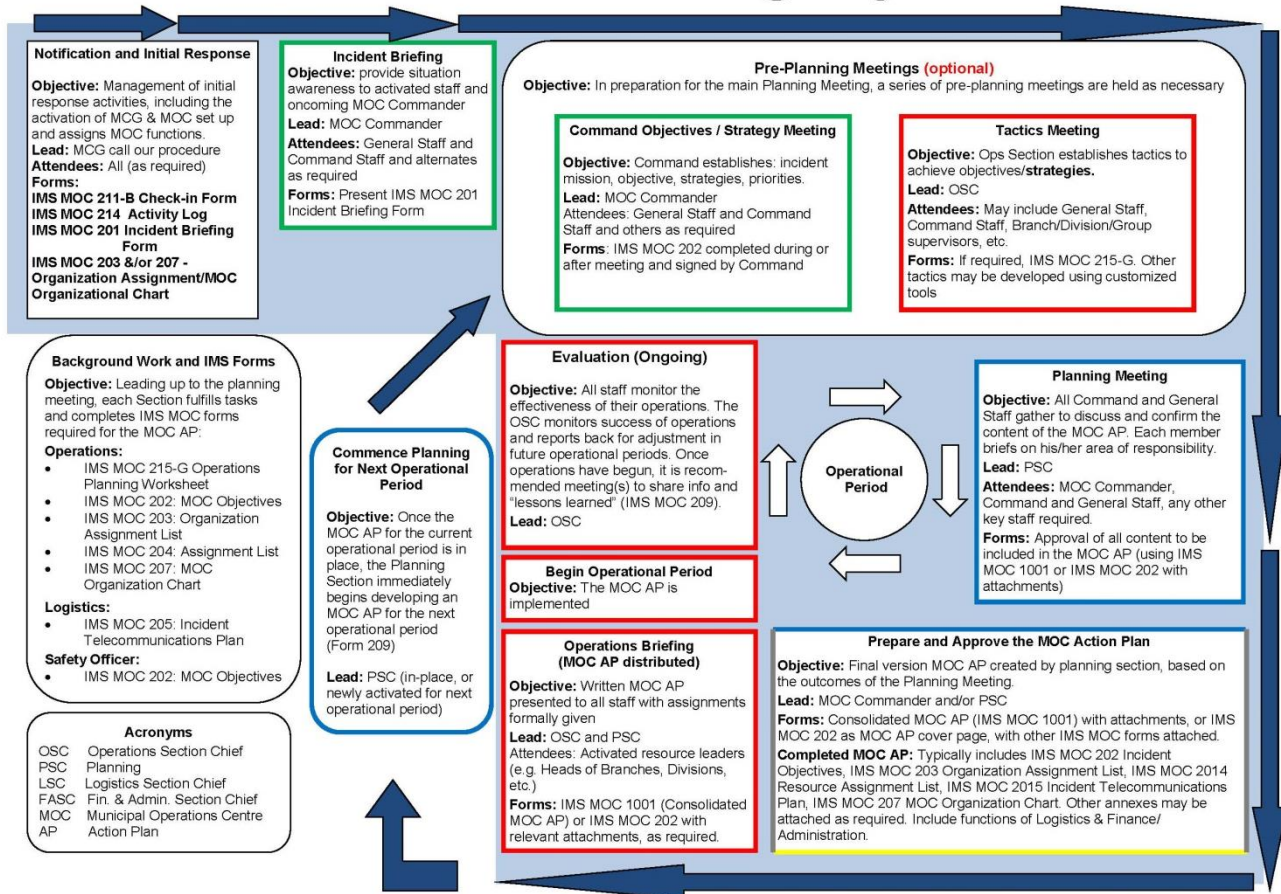 Notification and Initial Response
Objective: Management of initial
response activities, including the
activation of MCG & MOC set up
and assigns MOC functions.
Lead: MCG call our procedure
Attendees: All (as required)
Forms:
IMS MOC 211-B Check-in Form
IMS MOC 214 Activity Log
IMS MOC 201 Incident Briefing
Form
IMS MOC 203 &/or 207 -
Organization Assignment/MOC
Organizational Chart
Incident Briefing
Objective: provide situation
awareness to activated staff and
oncoming MOC Commander
Lead: MOC Commander
Attendees: General Staff and
Command Staff and alternates
as required
Forms: Present IMS MOC 201
Incident Briefing Form
Pre-Planning Meetings (optional)
Objective: In preparation for the main Planning Meeting, a series of pre-planning meetings are held as necessary
Command Objectives / Strategy Meeting
Objective: Command establishes: incident
mission, objective, strategies, priorities.
Lead: MOC Commander
Attendees: General Staff and Command
Staff and others as required
Forms: IMS MOC 202 completed during or
after meeting and signed by Command
Tactics Meeting
Objective: Ops Section establishes tactics to
achieve objectives/strategies.
Lead: OSC
Attendees: May include General Staff,
Command Staff, Branch/Division/Group
supervisors, etc.
Forms: If required, IMS MOC 215-G. Other
tactics may be developed using customized
tools
Background Work and IMS Forms
Objective: Leading up to the planning
meeting, each Section fulfills tasks
and completes IMS MOC forms
required for the MOC AP:
Operations:
• IMS MOC 215-G Operations
Planning Worksheet
• IMS MOC 202: MOC Objectives
• IMS MOC 203: Organization
Assignment List
• IMS MOC 204: Assignment List
• IMS MOC 207: MOC
Organization Chart
Logistics:
• IMS MOC 205: Incident
Telecommunications Plan
Safety Officer:
• IMS MOC 202: MOC Objectives
Acronyms
OSC Operations Section Chief
PSC Planning
LSC Logistics Section Chief
FASC Fin. & Admin. Section Chief
MOC Municipal Operations Centre
AP Action Plan
Commence Planning
for Next Operational
Period
Objective: Once the
MOC AP for the current
operational period is in
place, the Planning
Section immediately
begins developing an
MOC AP for the next
operational period
(Form 209)
Lead: PSC (in-place, or
newly activated for next
operational period)
Evaluation (Ongoing)
Objective: All staff monitor the
effectiveness of their operations. The
OSC monitors success of operations
and reports back for adjustment in
future operational periods. Once
operations have begun, it is recom-
mended meeting(s) to share info and
“lessons learned” (IMS MOC 209).
Lead: OSC
Begin Operational Period
Objective: The MOC AP is
implemented
Operations Briefing
(MOC AP distributed)
Objective: Written MOC AP
presented to all staff with assignments
formally given
Lead: OSC and PSC
Attendees: Activated resource leaders
(e.g. Heads of Branches, Divisions,
etc.)
Forms: IMS MOC 1001 (Consolidated
MOC AP) or IMS MOC 202 with
relevant attachments, as required.
Operational
Period
Planning Meeting
Objective: All Command and General
Staff gather to discuss and confirm the
content of the MOC AP. Each member
briefs on his/her area of responsibility.
Lead: PSC
Attendees: MOC Commander,
Command and General Staff, any other
key staff required.
Forms: Approval of all content to be
included in the MOC AP (using IMS
MOC 1001 or IMS MOC 202 with
attachments)
Prepare and Approve the MOC Action Plan
Objective: Final version MOC AP created by planning section, based on
the outcomes of the Planning Meeting.
Lead: MOC Commander and/or PSC
Forms: Consolidated MOC AP (IMS MOC 1001) with attachments, or IMS
MOC 202 as MOC AP cover page, with other IMS MOC forms attached.
Completed MOC AP: Typically includes IMS MOC 202 Incident
Objectives, IMS MOC 203 Organization Assignment List, IMS MOC 2014
Resource Assignment List, IMS MOC 2015 Incident Telecommunications
Plan, IMS MOC 207 MOC Organization Chart. Other annexes may be
attached as required. Include functions of Logistics & Finance/
Administration.